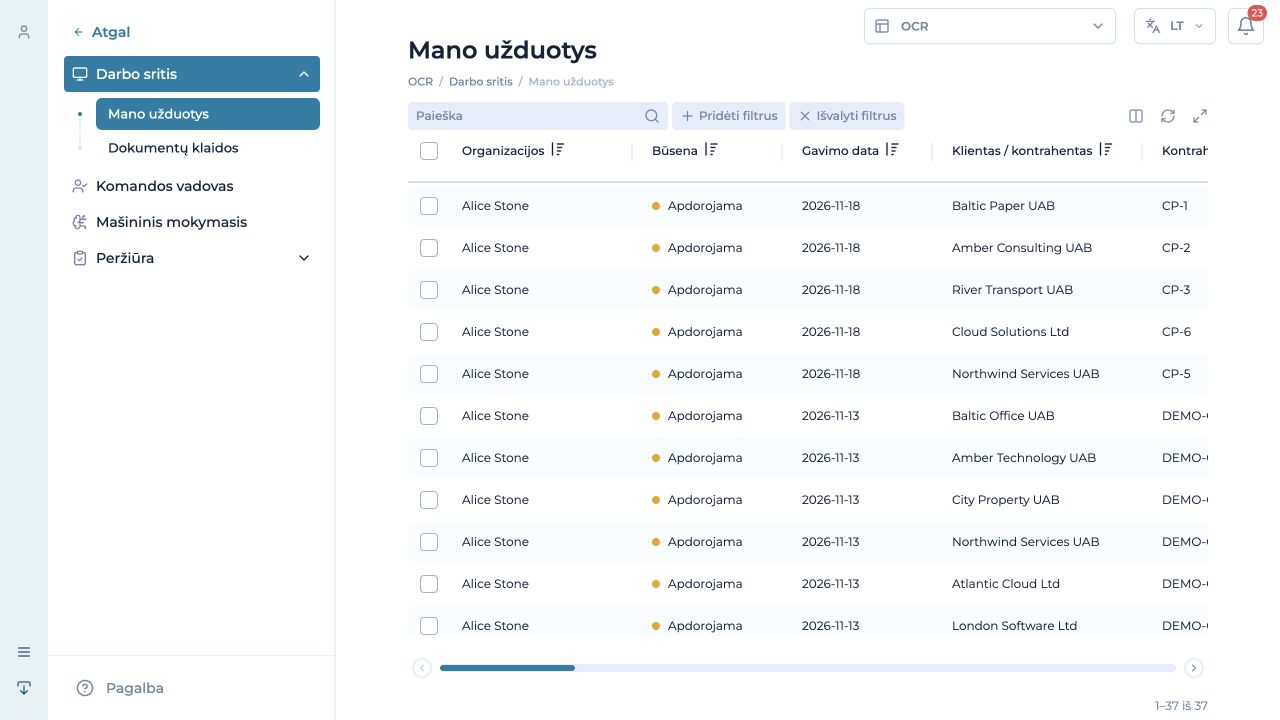 Atgal
Darbo sritis
Mano užduotys
Dokumentų klaidos
Komandos vadovas
Mašininis mokymasis
Peržiūra
Pagalba
OCR
LT
23
Mano užduotys
OCR / Darbo sritis / Mano užduotys
Paieška
Pridėti filtrus
Išvalyti filtrus
Organizacijos Būsena Gavimo data Klientas / kontrahentas Kontrah
Alice Stone Apdorojama 2026-11-18 Baltic Paper UAB CP-1
Alice Stone Apdorojama 2026-11-18 Amber Consulting UAB CP-2
Alice Stone Apdorojama 2026-11-18 River Transport UAB CP-3
Alice Stone Apdorojama 2026-11-18 Cloud Solutions Ltd CP-6
Alice Stone Apdorojama 2026-11-18 Northwind Services UAB CP-5
Alice Stone Apdorojama 2026-11-13 Baltic Office UAB DEMO-
Alice Stone Apdorojama 2026-11-13 Amber Technology UAB DEMO-
Alice Stone Apdorojama 2026-11-13 City Property UAB DEMO-
Alice Stone Apdorojama 2026-11-13 Northwind Services UAB DEMO-
Alice Stone Apdorojama 2026-11-13 Atlantic Cloud Ltd DEMO-
Alice Stone Apdorojama 2026-11-13 London Software Ltd DEMO-
1–37 iš 37